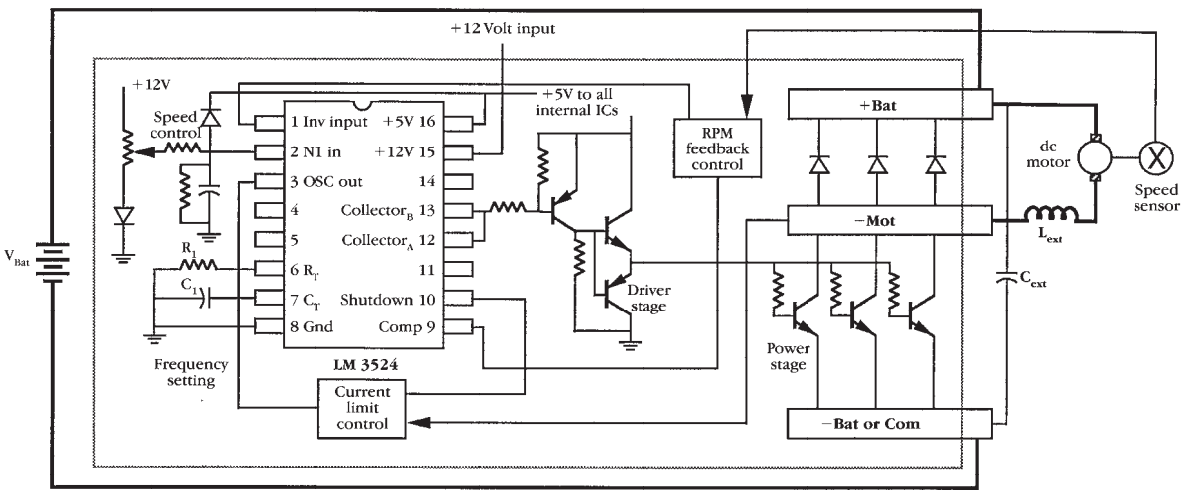 +12 Volt input
+12V
+5V to all
internal ICs
Speed
control
1 Inv input
+5V 16
2 N1 in
+12V 15
3 OSC out
14
4
Collector_B 13
5
Collector_A 12
6 R_T
11
7 C_T
Shutdown 10
8 Gnd
Comp 9
LM 3524
R_1
C_1
Frequency
setting
V_Bat
Current
limit
control
Driver
stage
RPM
feedback
control
+Bat
−Mot
Power
stage
−Bat or Com
dc
motor
X
Speed
sensor
L_ext
C_ext